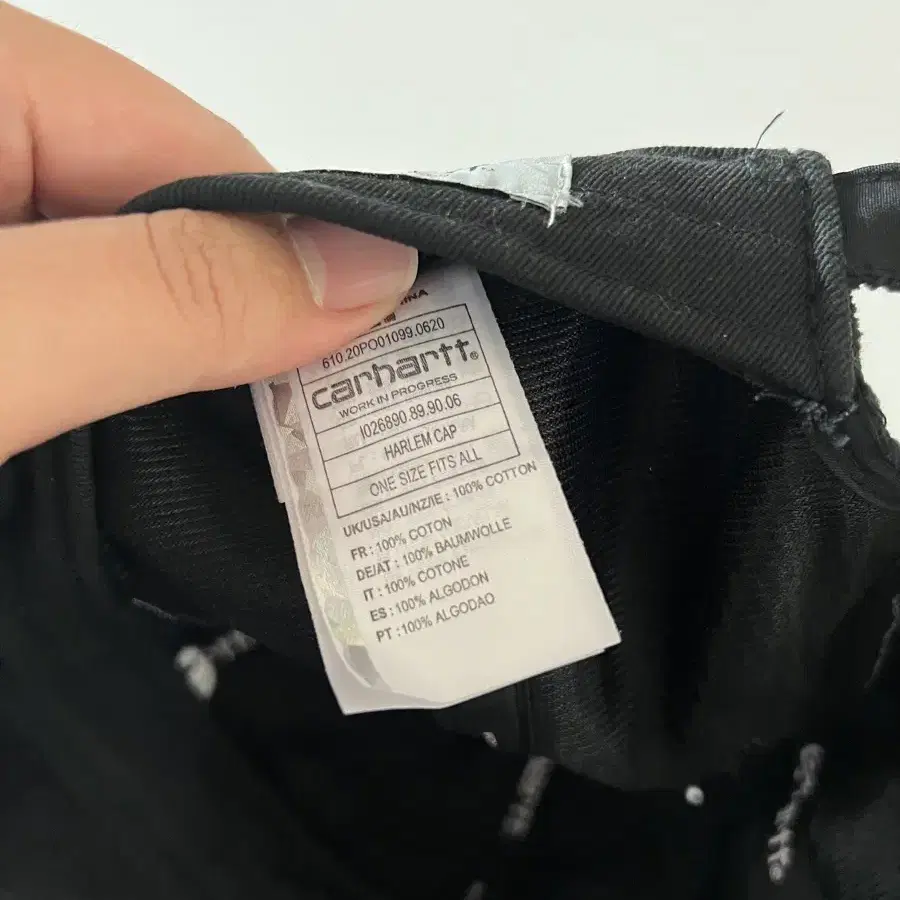 610.20PO01099.0620
carhartt®
WORK IN PROGRESS
I026890.89.90.06
HARLEM CAP
ONE SIZE FITS ALL
UK/USA/AU/NZ/IE : 100% COTTON
FR : 100% COTON
DE/AT : 100% BAUMWOLLE
IT : 100% COTONE
ES : 100% ALGODON
PT : 100% ALGODAO